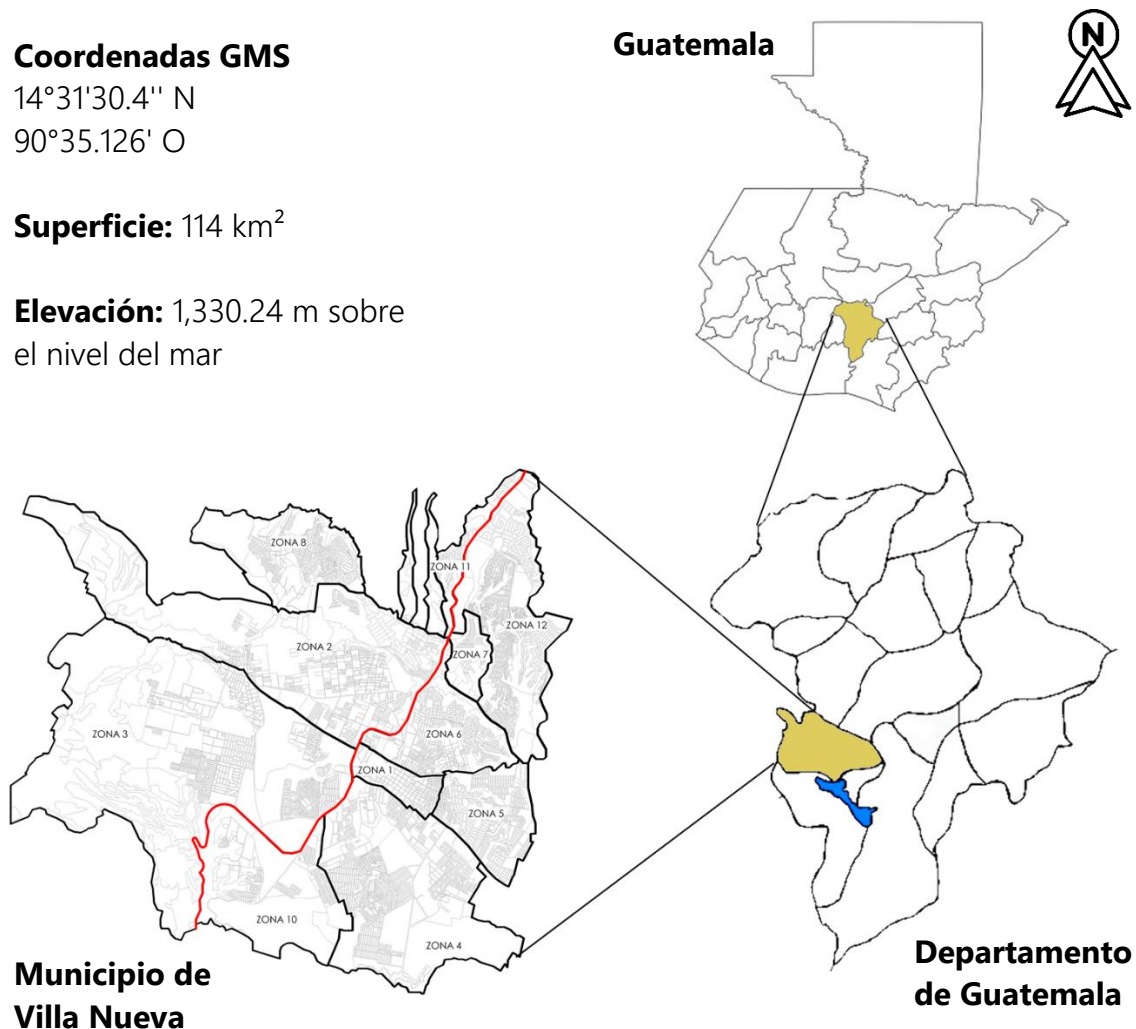 Coordenadas GMS
14°31'30.4'' N
90°35.126' O
Superficie: 114 km²
Elevación: 1,330.24 m sobre
el nivel del mar
Guatemala
N
ZONA 8
ZONA 11
ZONA 12
ZONA 2
ZONA 7
ZONA 3
ZONA 6
ZONA 1
ZONA 5
ZONA 10
ZONA 4
Municipio de
Villa Nueva
Departamento
de Guatemala